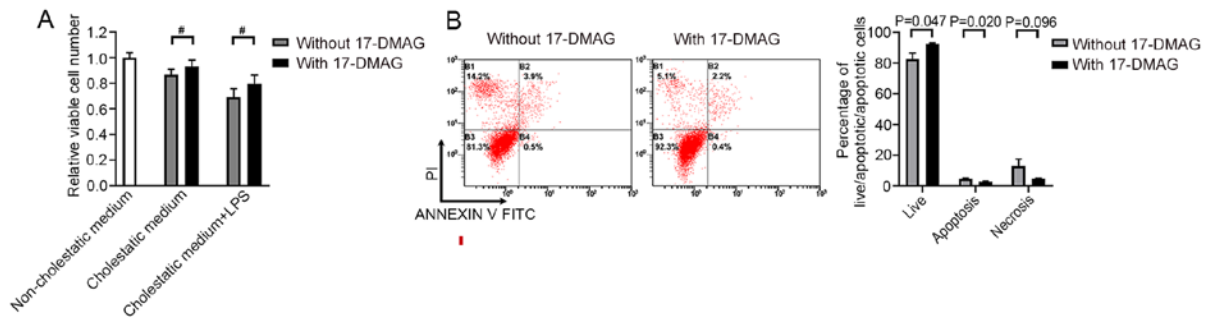 A
Relative viable cell number
1.2
1.0
0.8
0.6
0.4
0.2
0.0
#
#
Without 17-DMAG
With 17-DMAG
Non-cholestatic medium
Cholestatic medium
Cholestatic medium+LPS
B
Without 17-DMAG
With 17-DMAG
B1
14.2%
B2
3.9%
B3
81.3%
B4
0.5%
B1
5.1%
B2
2.2%
B3
92.3%
B4
0.4%
PI
ANNEXIN V FITC
Percentage of
live/apoptotic/apoptotic cells
100
80
60
40
20
0
P=0.047
P=0.020
P=0.096
Without 17-DMAG
With 17-DMAG
Live
Apoptosis
Necrosis